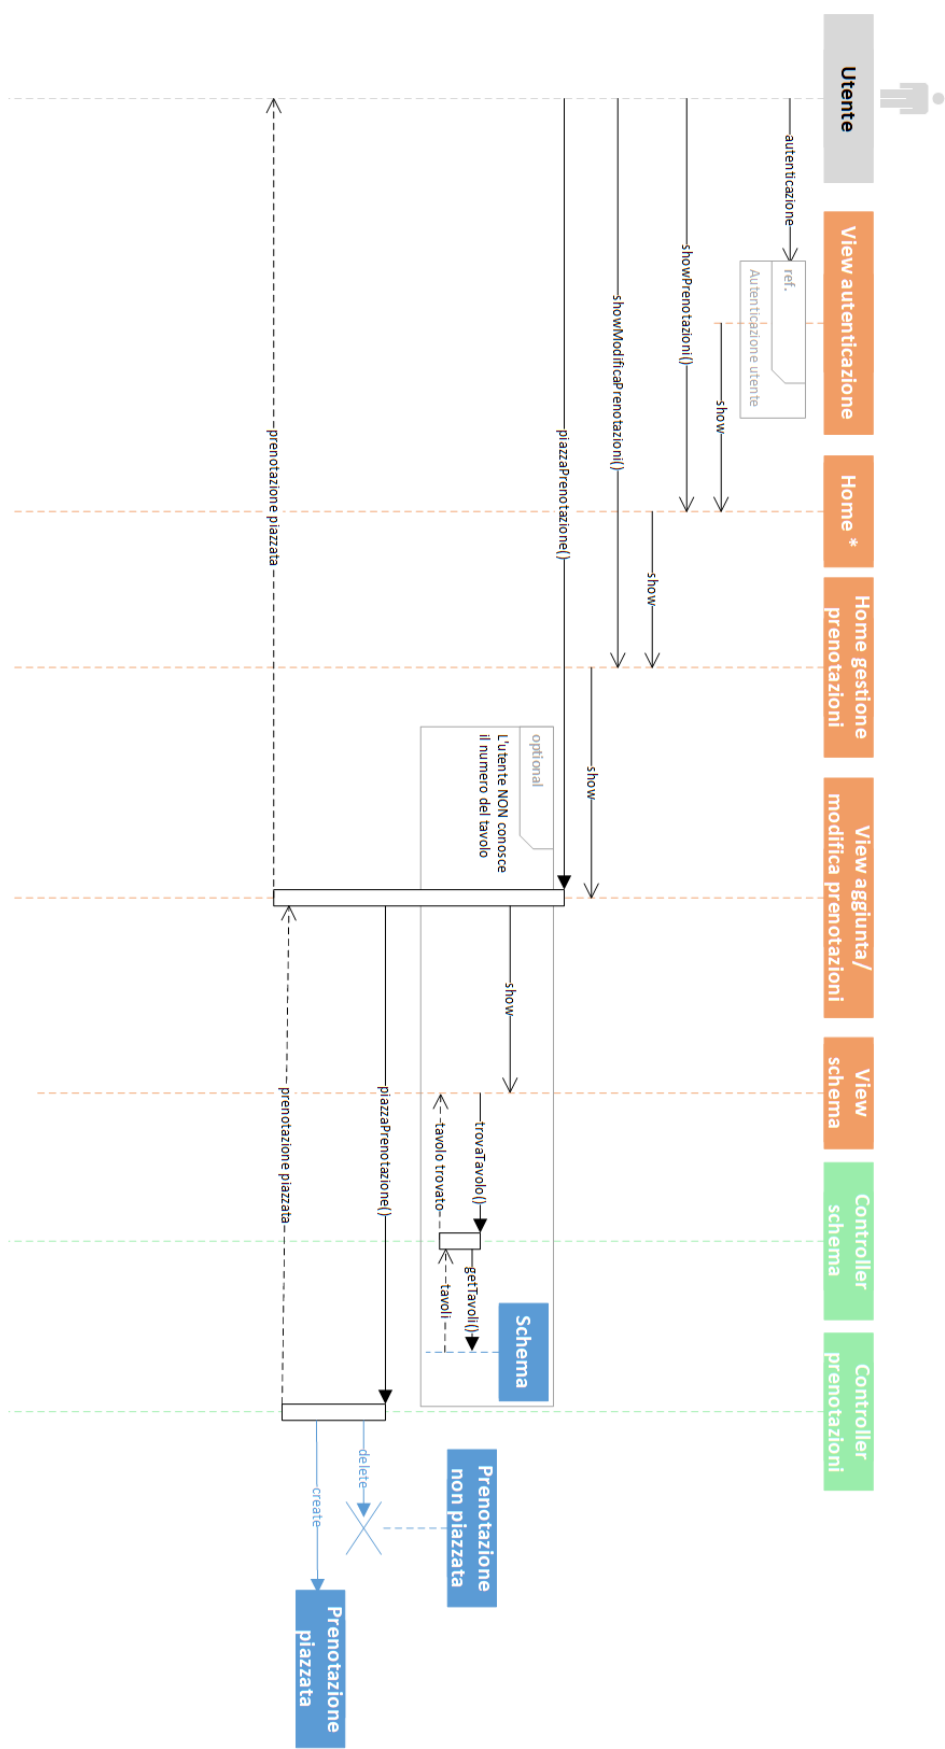 Utente
View autenticazione
Home *
Home gestione
prenotazioni
View aggiunta/
modifica prenotazioni
View
schema
Controller
schema
Controller
prenotazioni
autenticazione
ref.
Autenticazione utente
show
showPrenotazioni()
show
showModificaPrenotazioni()
show
piazzaPrenotazione()
optional
L'utente NON conosce
il numero del tavolo
show
Schema
trovaTavolo()
getTavoli()
tavoli
tavolo trovato
Prenotazione
non piazzata
piazzaPrenotazione()
delete
create
Prenotazione
piazzata
prenotazione piazzata
prenotazione piazzata